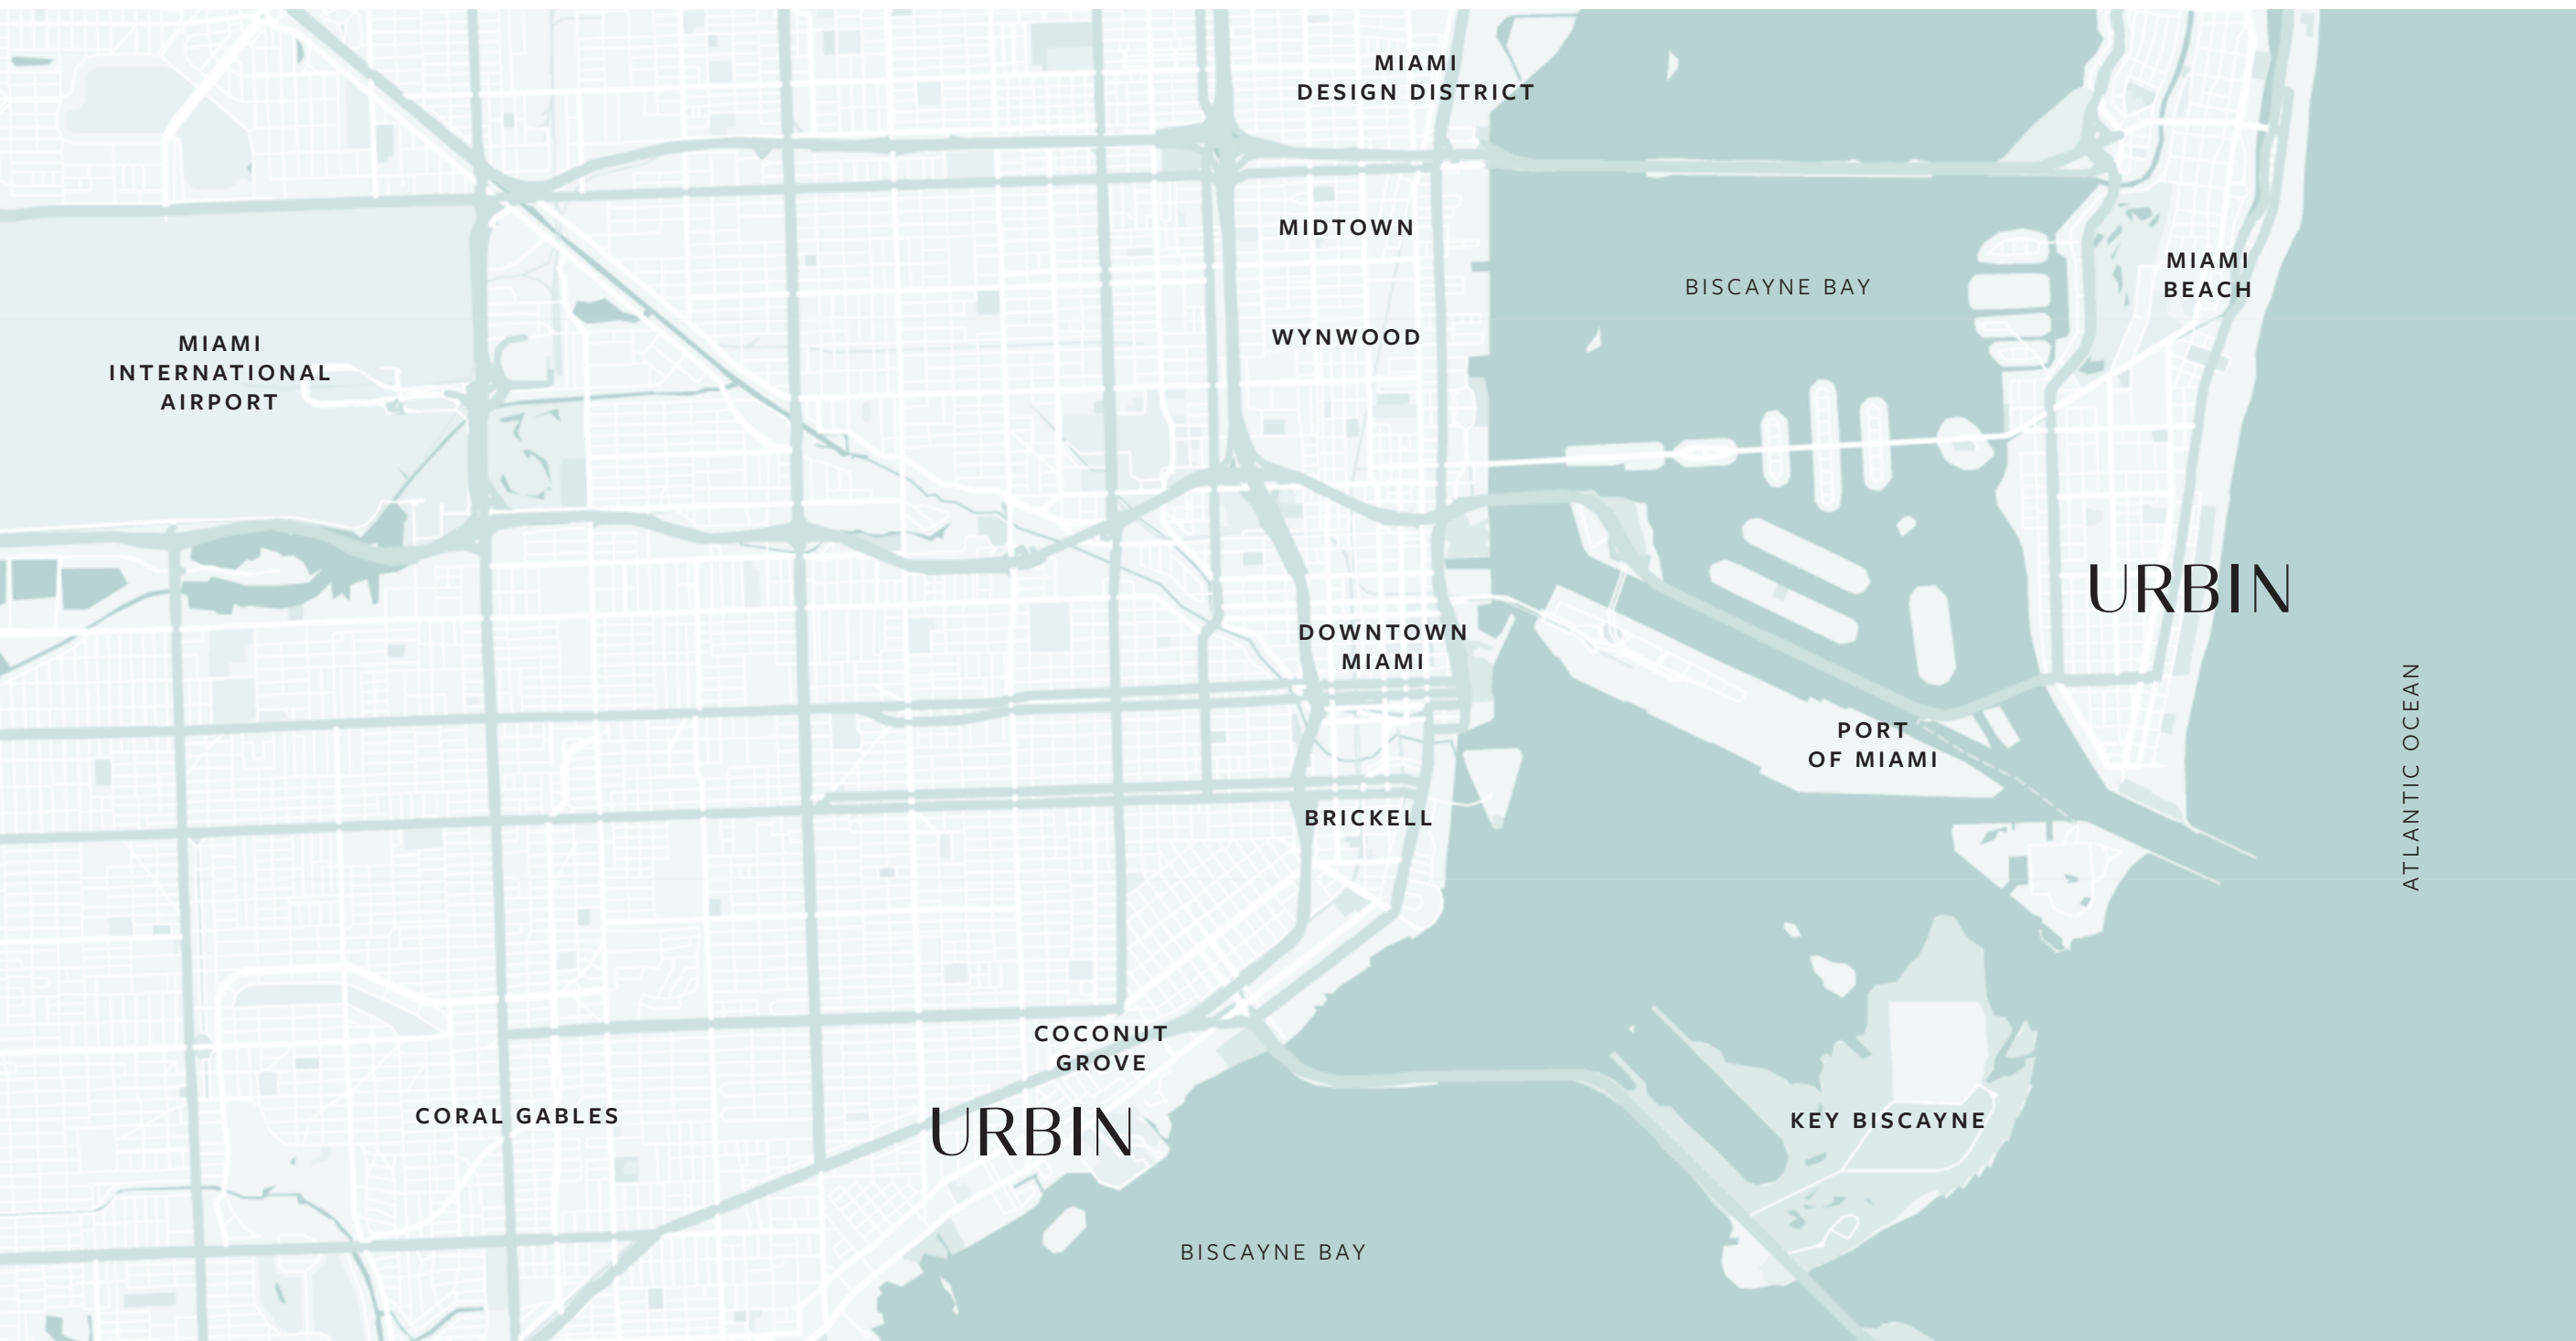 MIAMI
DESIGN DISTRICT
MIDTOWN
BISCAYNE BAY
MIAMI
BEACH
WYNWOOD
MIAMI
INTERNATIONAL
AIRPORT
URBIN
DOWNTOWN
MIAMI
ATLANTIC OCEAN
PORT
OF MIAMI
BRICKELL
COCONUT
GROVE
CORAL GABLES
URBIN
KEY BISCAYNE
BISCAYNE BAY